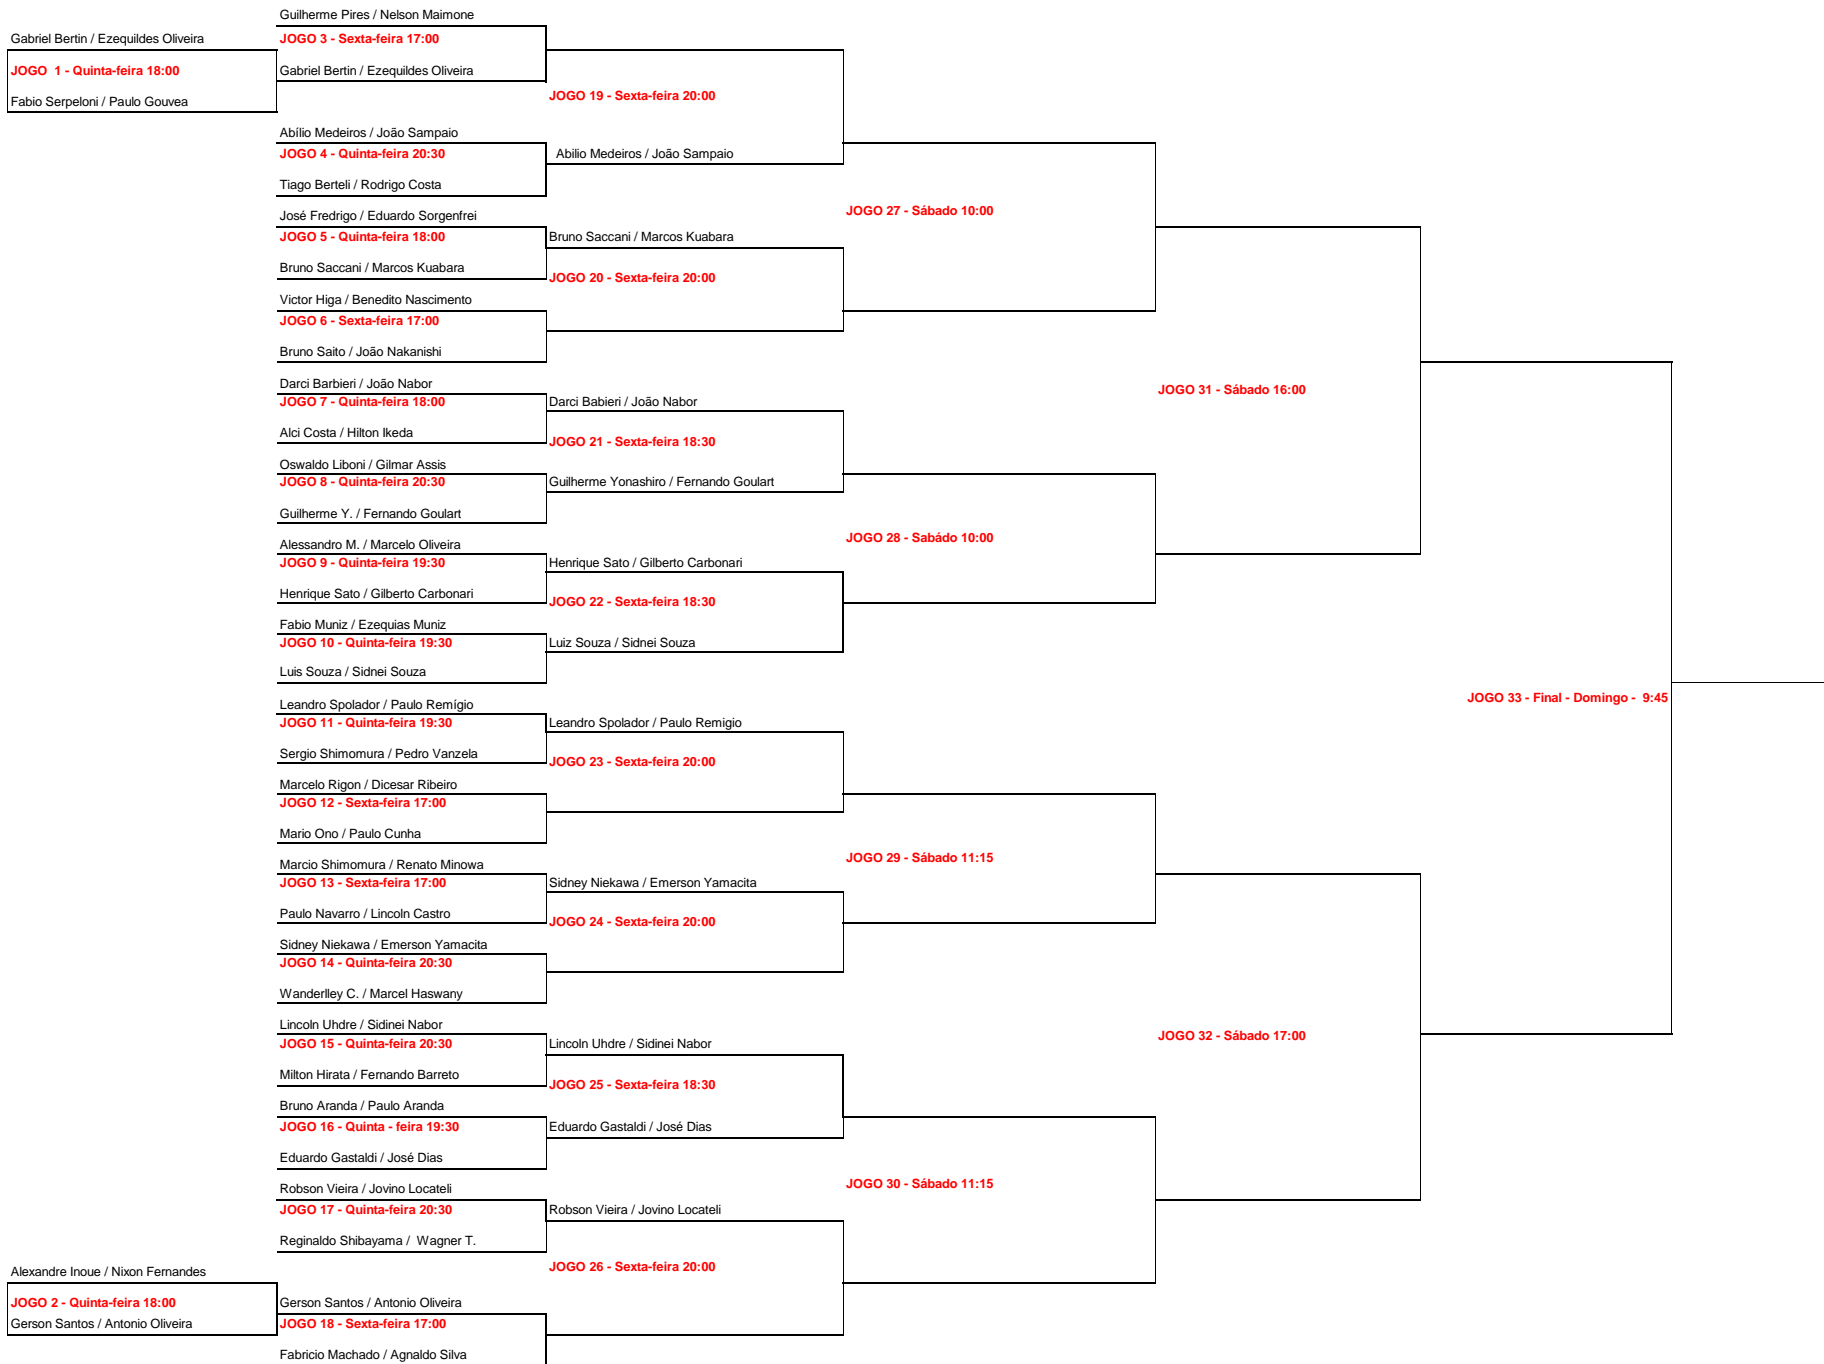 Guilherme Pires / Nelson Maimone
Gabriel Bertin / Ezequildes Oliveira
JOGO 3 - Sexta-feira 17:00
JOGO 1 - Quinta-feira 18:00
Gabriel Bertin / Ezequildes Oliveira
JOGO 19 - Sexta-feira 20:00
Fabio Serpeloni / Paulo Gouvea
Abílio Medeiros / João Sampaio
JOGO 4 - Quinta-feira 20:30
Abilio Medeiros / João Sampaio
Tiago Berteli / Rodrigo Costa
José Fredrigo / Eduardo Sorgenfrei
JOGO 27 - Sábado 10:00
JOGO 5 - Quinta-feira 18:00
Bruno Saccani / Marcos Kuabara
Bruno Saccani / Marcos Kuabara
JOGO 20 - Sexta-feira 20:00
Victor Higa / Benedito Nascimento
JOGO 6 - Sexta-feira 17:00
Bruno Saito / João Nakanishi
Darci Barbieri / João Nabor
JOGO 31 - Sábado 16:00
JOGO 7 - Quinta-feira 18:00
Darci Babieri / João Nabor
Alci Costa / Hilton Ikeda
JOGO 21 - Sexta-feira 18:30
Oswaldo Liboni / Gilmar Assis
JOGO 8 - Quinta-feira 20:30
Guilherme Yonashiro / Fernando Goulart
Guilherme Y. / Fernando Goulart
JOGO 28 - Sabádo 10:00
Alessandro M. / Marcelo Oliveira
JOGO 9 - Quinta-feira 19:30
Henrique Sato / Gilberto Carbonari
Henrique Sato / Gilberto Carbonari
JOGO 22 - Sexta-feira 18:30
Fabio Muniz / Ezequias Muniz
JOGO 10 - Quinta-feira 19:30
Luiz Souza / Sidnei Souza
Luis Souza / Sidnei Souza
JOGO 33 - Final - Domingo - 9:45
Leandro Spolador / Paulo Remígio
JOGO 11 - Quinta-feira 19:30
Leandro Spolador / Paulo Remigio
Sergio Shimomura / Pedro Vanzela
JOGO 23 - Sexta-feira 20:00
Marcelo Rigon / Dicesar Ribeiro
JOGO 12 - Sexta-feira 17:00
Mario Ono / Paulo Cunha
JOGO 29 - Sábado 11:15
Marcio Shimomura / Renato Minowa
JOGO 13 - Sexta-feira 17:00
Sidney Niekawa / Emerson Yamacita
Paulo Navarro / Lincoln Castro
JOGO 24 - Sexta-feira 20:00
Sidney Niekawa / Emerson Yamacita
JOGO 14 - Quinta-feira 20:30
Wanderlley C. / Marcel Haswany
Lincoln Uhdre / Sidinei Nabor
JOGO 32 - Sábado 17:00
JOGO 15 - Quinta-feira 20:30
Lincoln Uhdre / Sidinei Nabor
Milton Hirata / Fernando Barreto
JOGO 25 - Sexta-feira 18:30
Bruno Aranda / Paulo Aranda
JOGO 16 - Quinta - feira 19:30
Eduardo Gastaldi / José Dias
Eduardo Gastaldi / José Dias
JOGO 30 - Sábado 11:15
Robson Vieira / Jovino Locateli
JOGO 17 - Quinta-feira 20:30
Robson Vieira / Jovino Locateli
Reginaldo Shibayama / Wagner T.
JOGO 26 - Sexta-feira 20:00
Alexandre Inoue / Nixon Fernandes
JOGO 2 - Quinta-feira 18:00
Gerson Santos / Antonio Oliveira
Gerson Santos / Antonio Oliveira
JOGO 18 - Sexta-feira 17:00
Fabricio Machado / Agnaldo Silva